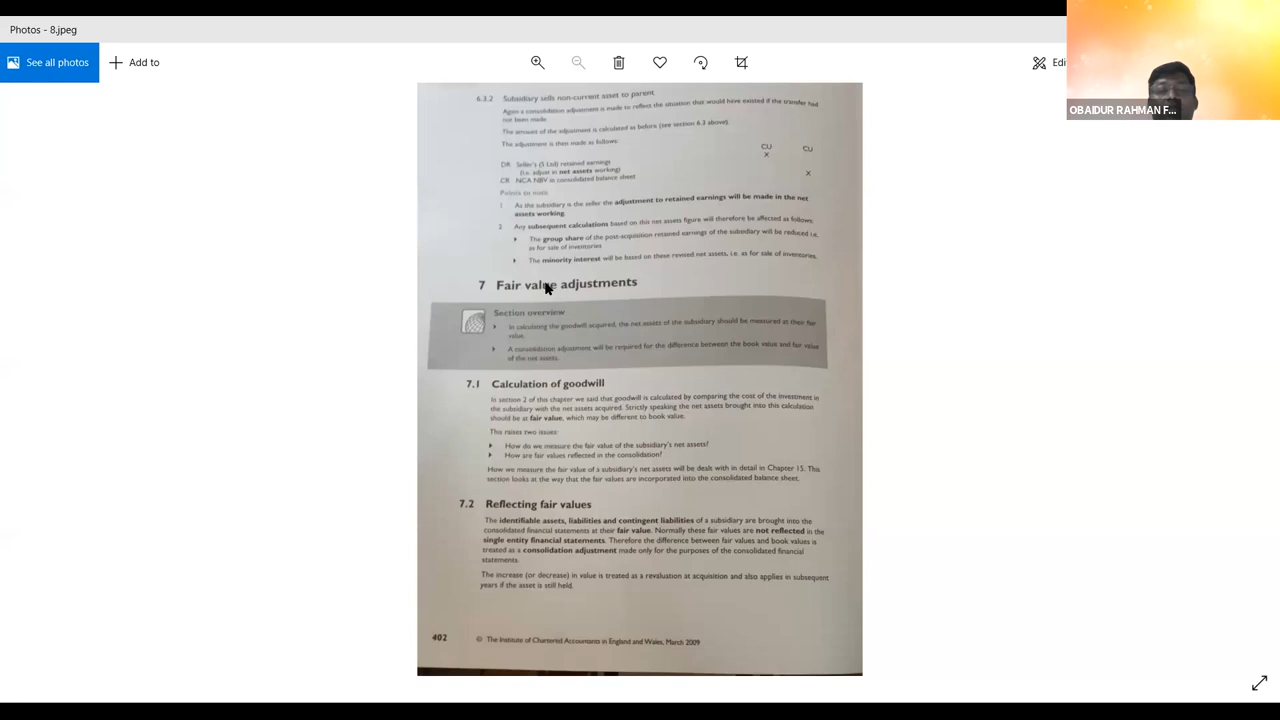 Photos - 8.jpeg
See all photos
Add to
Edi
OBAIDUR RAHMAN F...
6.3.2 Subsidiary sells non-current asset to parent
Again a consolidation adjustment is made to reflect the situation that would have existed if the transfer had
not been made.
The amount of the adjustment is calculated as before (see section 6.3 above).
The adjustment is then made as follows:
CU CU
X
DR Seller's (S Ltd) retained earnings
(i.e. adjust in net assets working)
CR NCA NBV in consolidated balance sheet X
Points to note
1 As the subsidiary is the seller the adjustment to retained earnings will be made in the net
assets working.
2 Any subsequent calculations based on this net assets figure will therefore be affected as follows:
The group share of the post-acquisition retained earnings of the subsidiary will be reduced i.e.
as for sale of inventories
The minority interest will be based on these revised net assets, i.e. as for sale of inventories.
7 Fair value adjustments
Section overview
In calculating the goodwill acquired, the net assets of the subsidiary should be measured at their fair
value.
A consolidation adjustment will be required for the difference between the book value and fair value
of the net assets.
7.1 Calculation of goodwill
In section 2 of this chapter we said that goodwill is calculated by comparing the cost of the investment in
the subsidiary with the net assets acquired. Strictly speaking the net assets brought into this calculation
should be at fair value, which may be different to book value.
This raises two issues:
How do we measure the fair value of the subsidiary's net assets?
How are fair values reflected in the consolidation?
How we measure the fair value of a subsidiary's net assets will be dealt with in detail in Chapter 15. This
section looks at the way that the fair values are incorporated into the consolidated balance sheet.
7.2 Reflecting fair values
The identifiable assets, liabilities and contingent liabilities of a subsidiary are brought into the
consolidated financial statements at their fair value. Normally these fair values are not reflected in the
single entity financial statements. Therefore the difference between fair values and book values is
treated as a consolidation adjustment made only for the purposes of the consolidated financial
statements.
The increase (or decrease) in value is treated as a revaluation at acquisition and also applies in subsequent
years if the asset is still held.
402 © The Institute of Chartered Accountants in England and Wales, March 2009